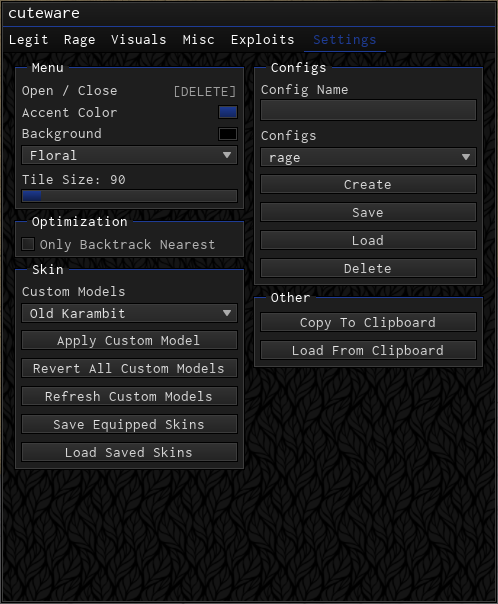 cuteware
Legit Rage Visuals Misc Exploits Settings
Menu
Open / Close [DELETE]
Accent Color
Background
Floral
Tile Size: 90
Optimization
Only Backtrack Nearest
Skin
Custom Models
Old Karambit
Apply Custom Model
Revert All Custom Models
Refresh Custom Models
Save Equipped Skins
Load Saved Skins
Configs
Config Name
Configs
rage
Create
Save
Load
Delete
Other
Copy To Clipboard
Load From Clipboard